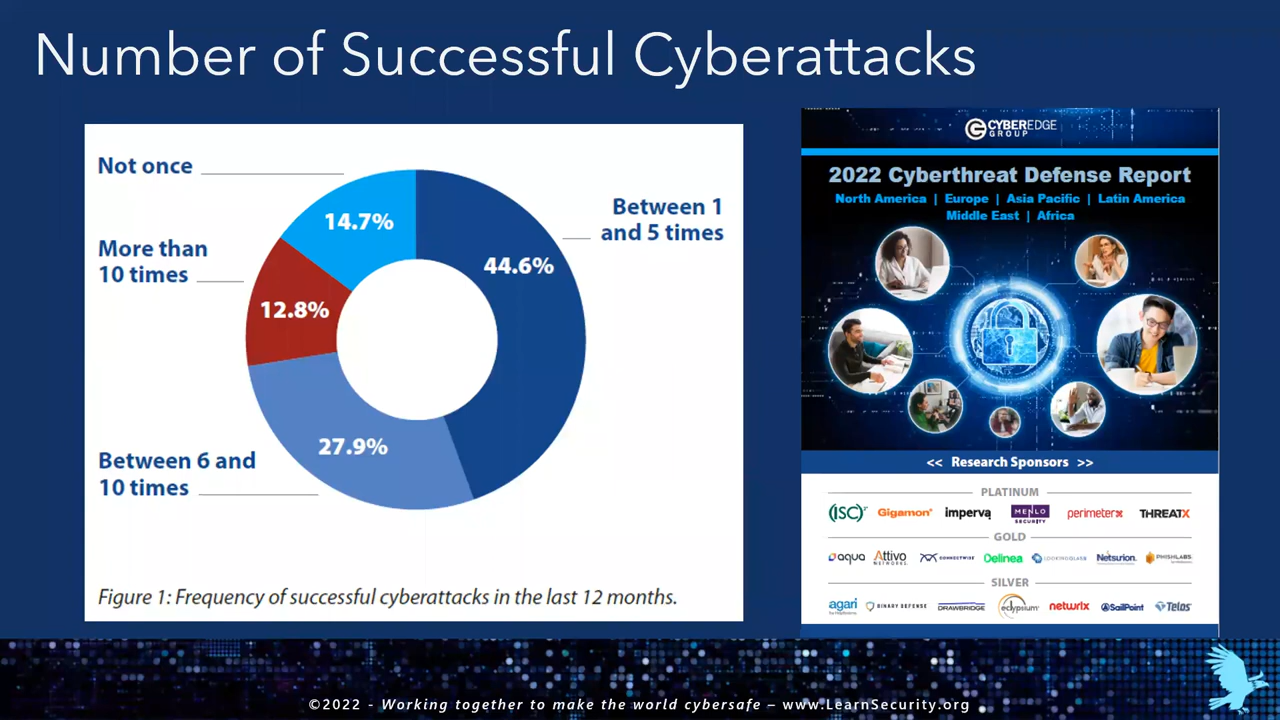 Number of Successful Cyberattacks
Not once
14.7%
Between 1
and 5 times
44.6%
More than
10 times
12.8%
27.9%
Between 6 and
10 times
Figure 1: Frequency of successful cyberattacks in the last 12 months.
CYBEREDGE
GROUP
2022 Cyberthreat Defense Report
North America | Europe | Asia Pacific | Latin America
Middle East | Africa
<< Research Sponsors >>
PLATINUM
(ISC)² Gigamon® imperva MENLO SECURITY perimeterx THREATX
GOLD
aqua Attivo NETWORKS. CONNECTWISE Delinea LOOKINGGLASS Netsurion. PHISHLABS
SILVER
agari BINARY DEFENSE DRAWBRIDGE eclypsium netwrix SailPoint Telos
©2022 - Working together to make the world cybersafe – www.LearnSecurity.org